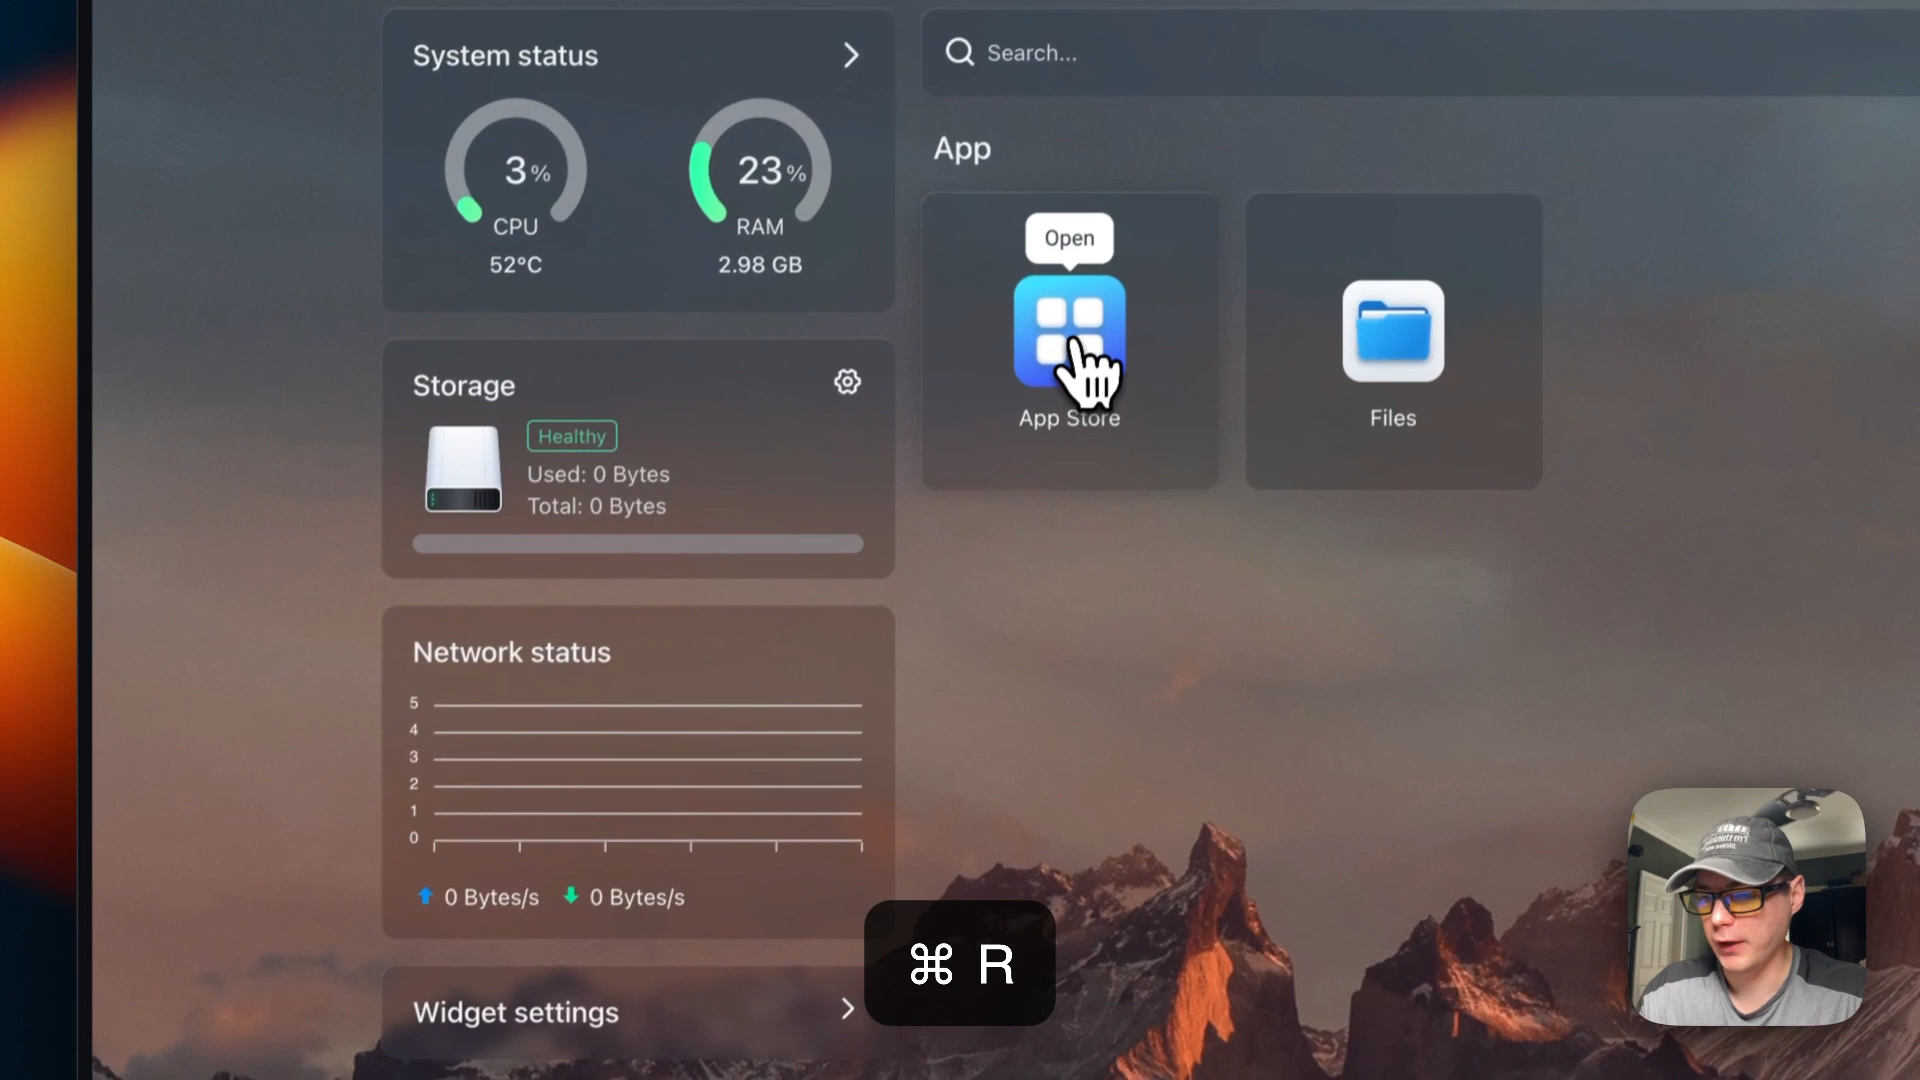 System status
3%
CPU
52°C
23%
RAM
2.98 GB
Storage
Healthy
Used: 0 Bytes
Total: 0 Bytes
Network status
5
4
3
2
1
0
0 Bytes/s 0 Bytes/s
Widget settings
Search...
App
Open
App Store
Files
⌘ R